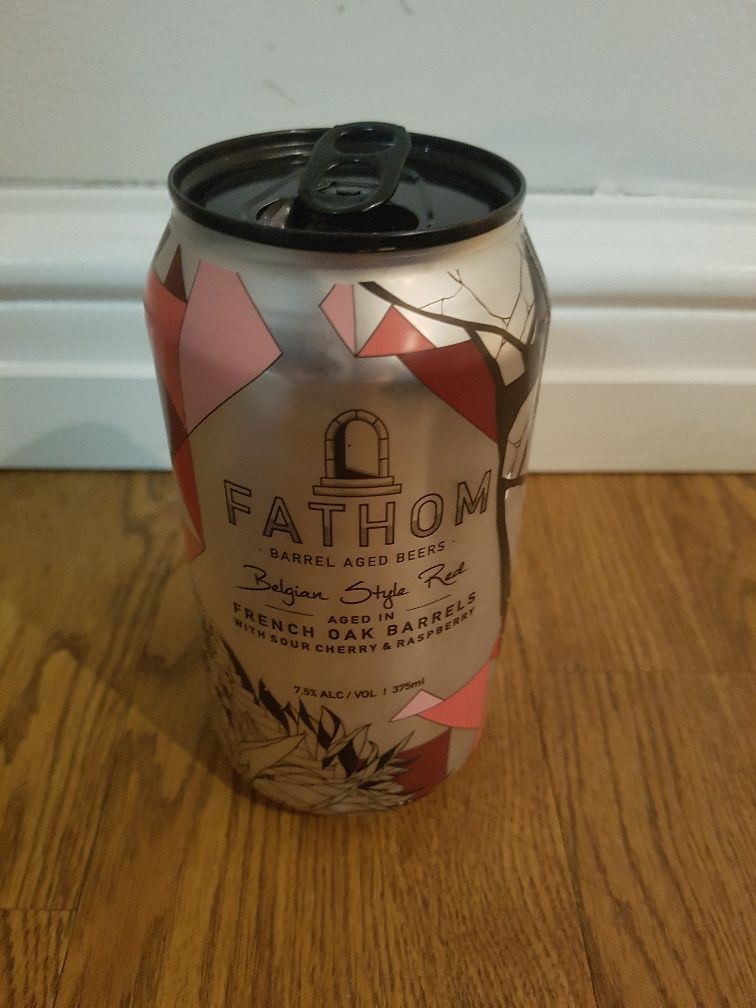 FATHOM
· BARREL AGED BEERS ·
Belgian Style Red
AGED IN
FRENCH OAK BARRELS
WITH SOUR CHERRY & RASPBERRY
7.5% ALC / VOL | 375ml